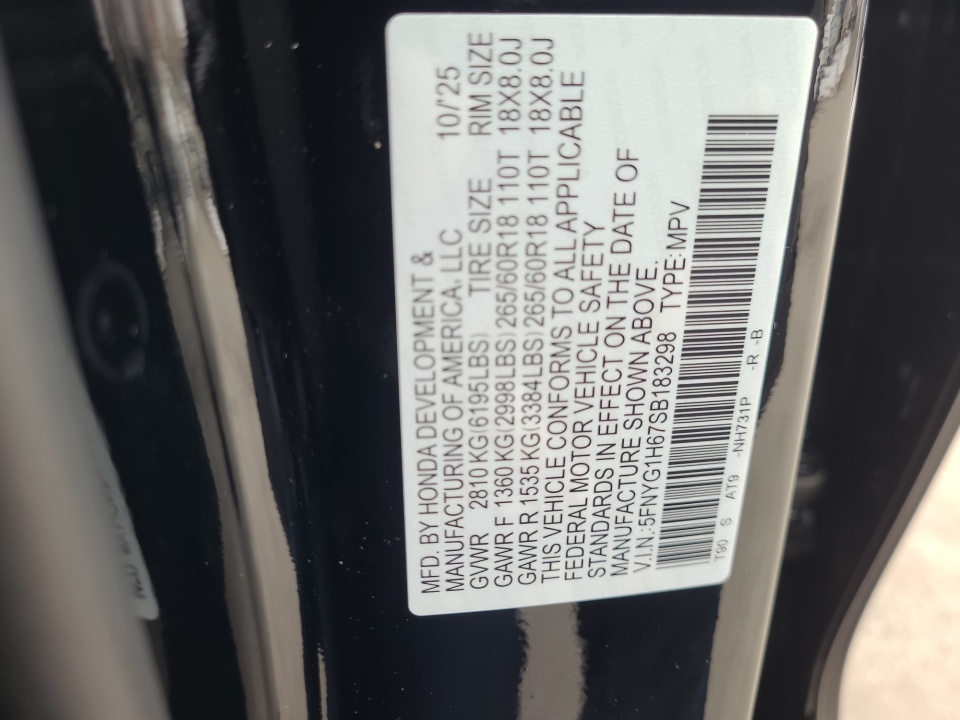 MFD. BY HONDA DEVELOPMENT &
MANUFACTURING OF AMERICA, LLC 10/'25
GVWR 2810 KG(6195LBS) TIRE SIZE RIM SIZE
GAWR F 1360 KG(2998LBS) 265/60R18 110T 18X8.0J
GAWR R 1535 KG(3384LBS) 265/60R18 110T 18X8.0J
THIS VEHICLE CONFORMS TO ALL APPLICABLE
FEDERAL MOTOR VEHICLE SAFETY
STANDARDS IN EFFECT ON THE DATE OF
MANUFACTURE SHOWN ABOVE.
V.I.N.:5FNYG1H67SB183298 TYPE:MPV
T90 S AT9 -NH731P -R -B